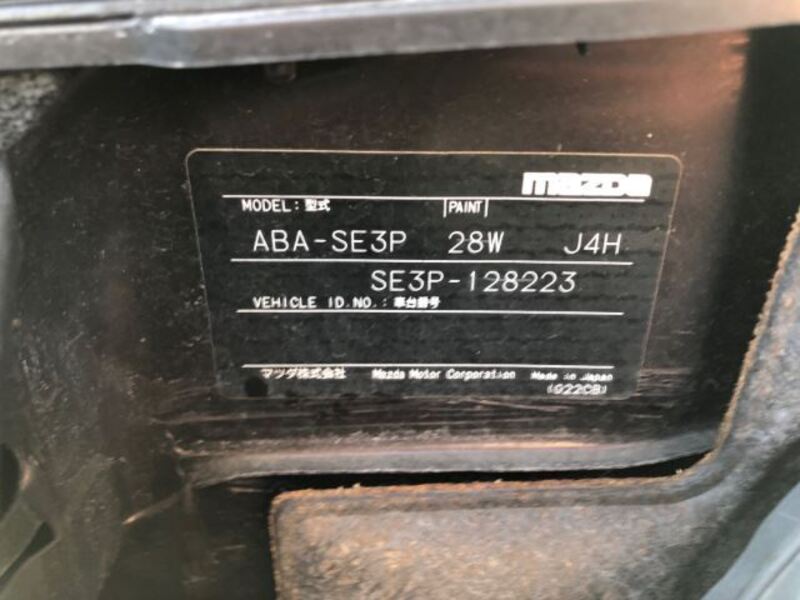 mazda
MODEL: 型式 PAINT
ABA-SE3P 28W J4H
SE3P-128223
VEHICLE ID.NO.: 車台番号
マツダ株式会社 Mazda Motor Corporation Made in Japan
(G22CB)